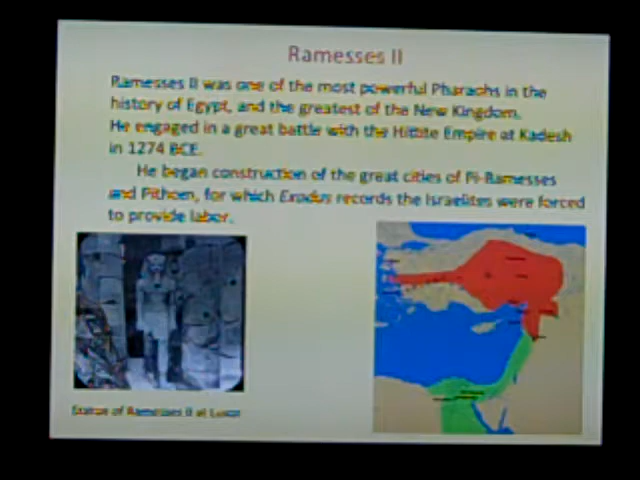 Ramesses II
Ramesses II was one of the most powerful Pharaohs in the
history of Egypt, and the greatest of the New Kingdom.
He engaged in a great battle with the Hittite Empire at Kadesh
in 1274 BCE.
He began construction of the great cities of Pi-Ramesses
and Pithom, for which Exodus records the Israelites were forced
to provide labor.
Statue of Ramesses II at Luxor